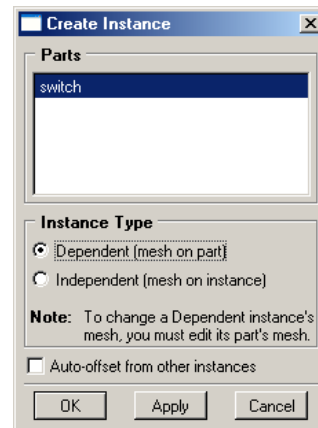 Create Instance
Parts
switch
Instance Type
Dependent (mesh on part)
Independent (mesh on instance)
Note: To change a Dependent instance's
mesh, you must edit its part's mesh.
Auto-offset from other instances
OK Apply Cancel